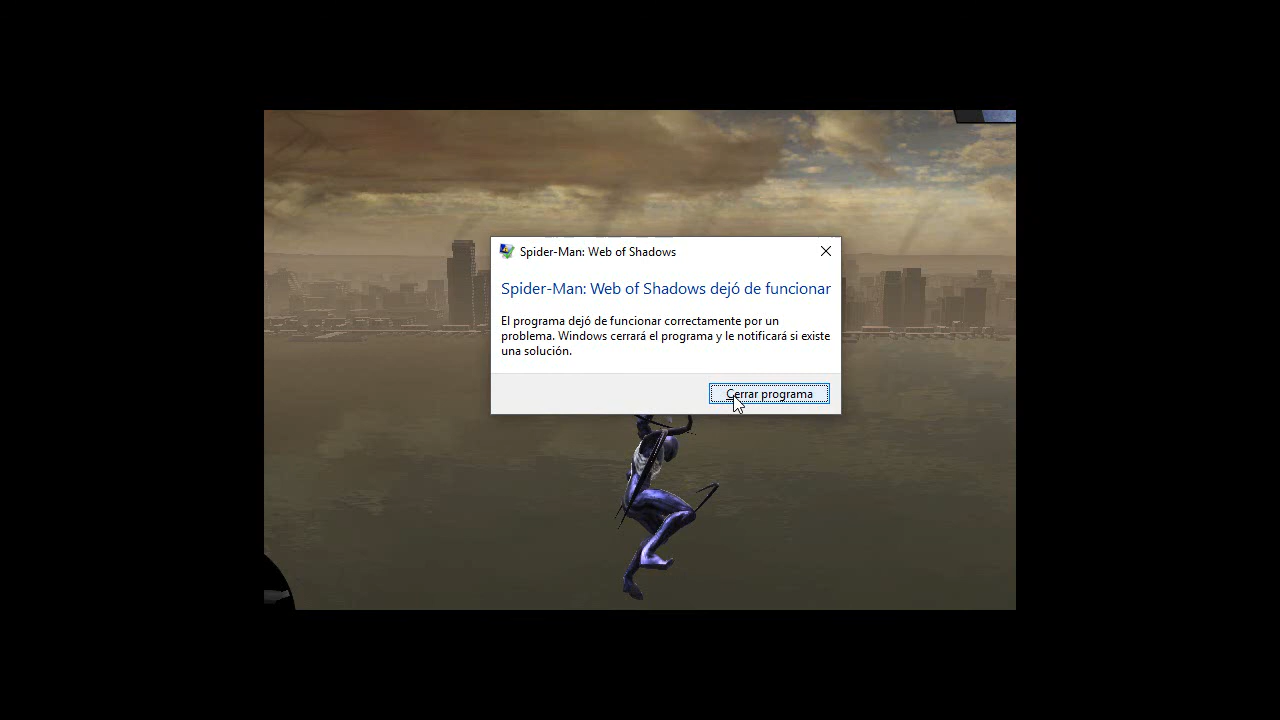 Spider-Man: Web of Shadows
Spider-Man: Web of Shadows dejó de funcionar
El programa dejó de funcionar correctamente por un
problema. Windows cerrará el programa y le notificará si existe
una solución.
Cerrar programa